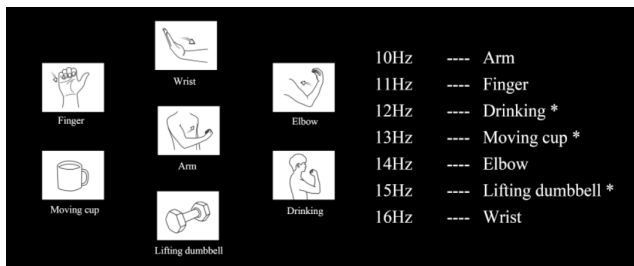 Wrist
Finger
Elbow
Arm
Moving cup
Drinking
Lifting dumbbell
10Hz ---- Arm
11Hz ---- Finger
12Hz ---- Drinking *
13Hz ---- Moving cup *
14Hz ---- Elbow
15Hz ---- Lifting dumbbell *
16Hz ---- Wrist